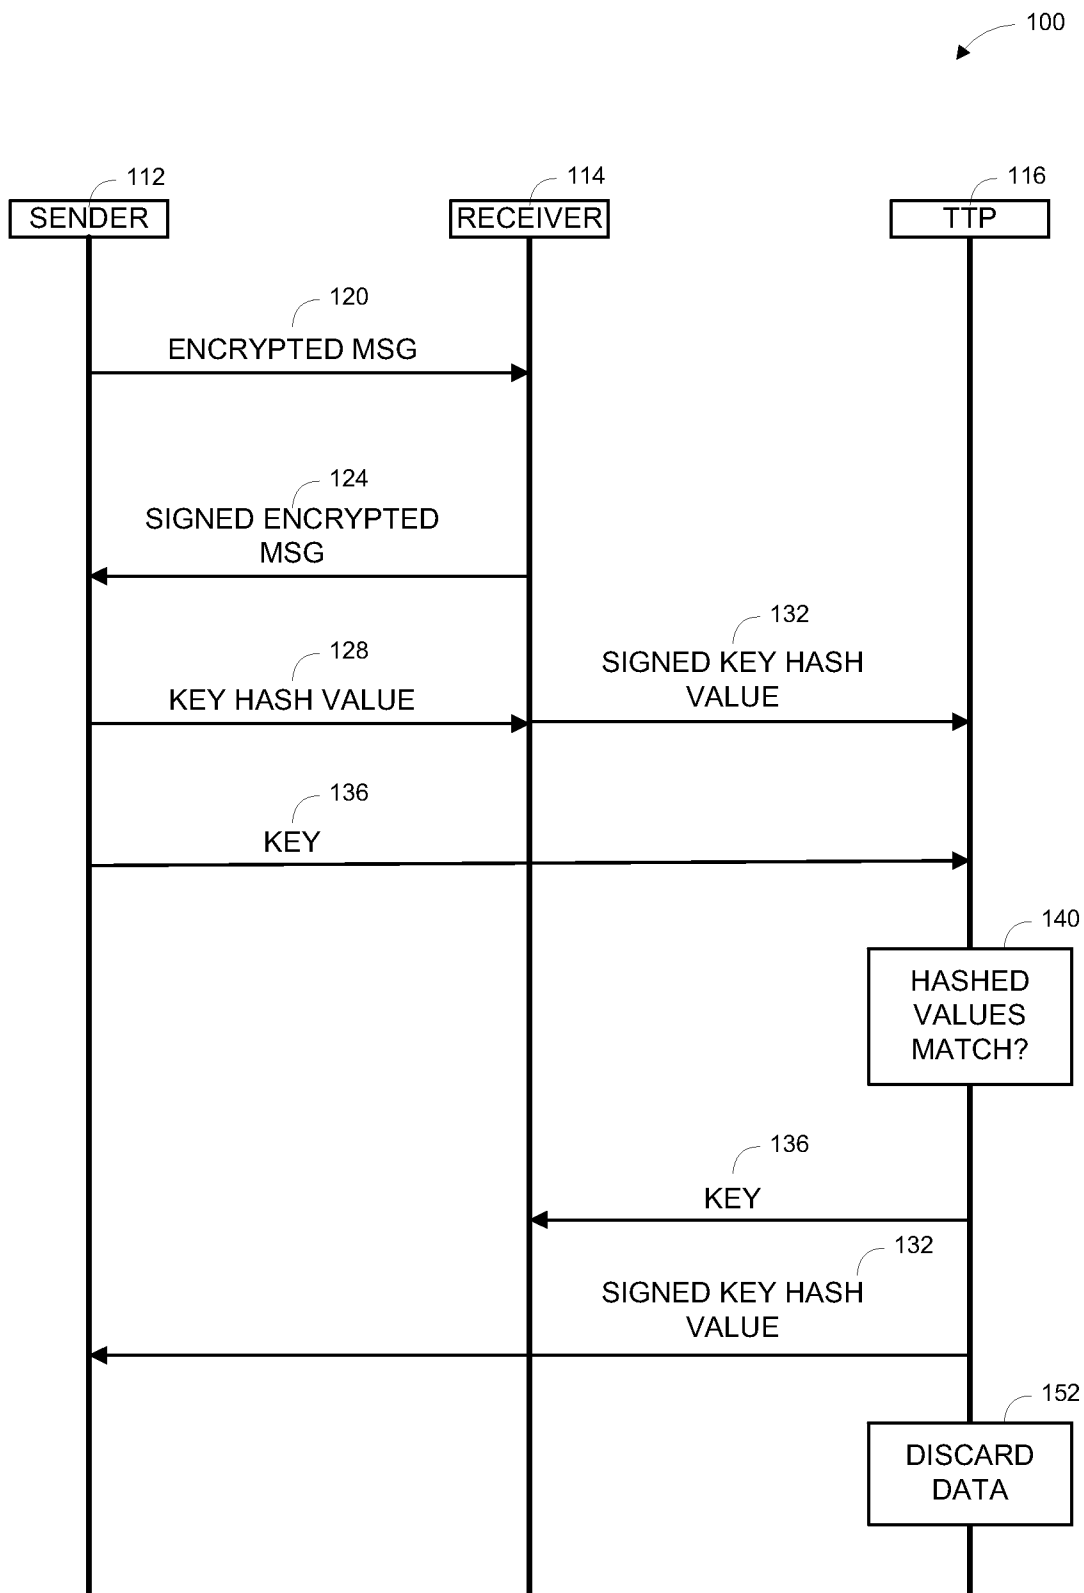 100
112
114
116
SENDER
RECEIVER
TTP
120
ENCRYPTED MSG
124
SIGNED ENCRYPTED
MSG
132
SIGNED KEY HASH
VALUE
128
KEY HASH VALUE
136
KEY
140
HASHED
VALUES
MATCH?
136
KEY
132
SIGNED KEY HASH
VALUE
152
DISCARD
DATA